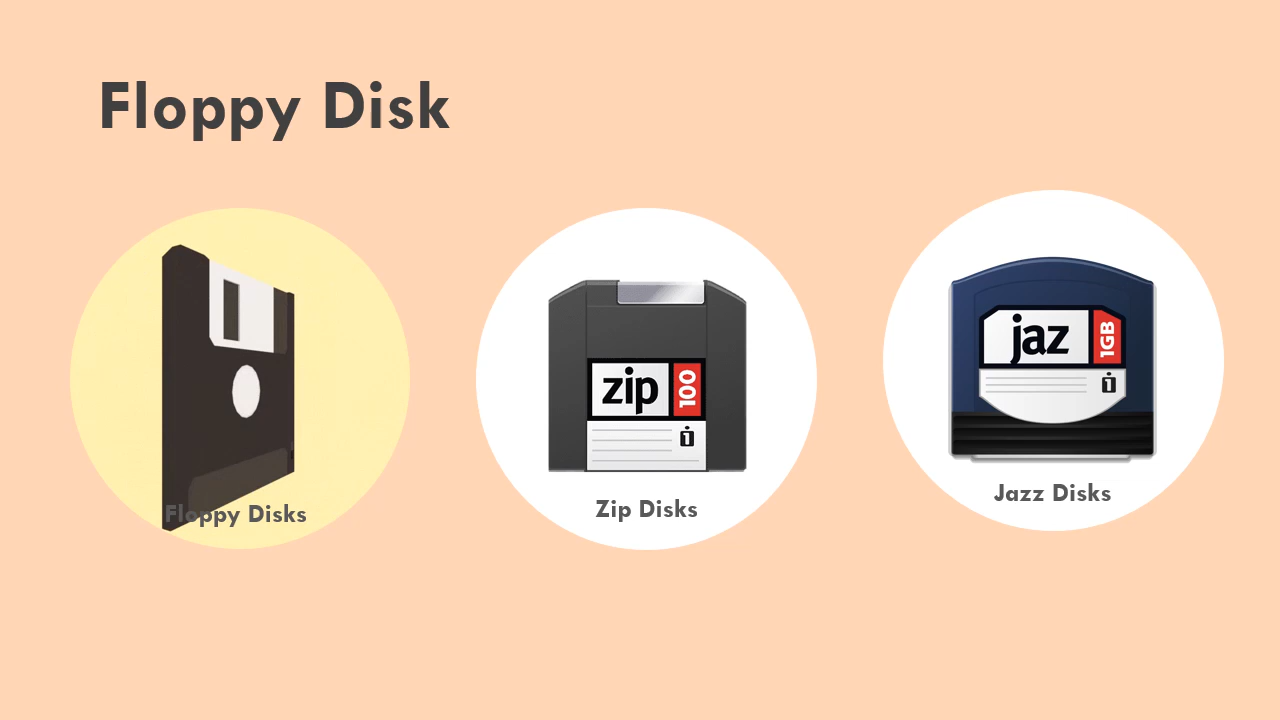 Floppy Disk
Floppy Disks
zip 100
i
Zip Disks
jaz 1GB
i
Jazz Disks